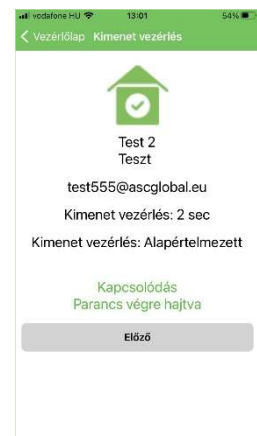 vodafone HU 13:01 54%
Vezérlőlap Kimenet vezérlés
Test 2
Teszt
test555@ascglobal.eu
Kimenet vezérlés: 2 sec
Kimenet vezérlés: Alapértelmezett
Kapcsolódás
Parancs végre hajtva
Előző